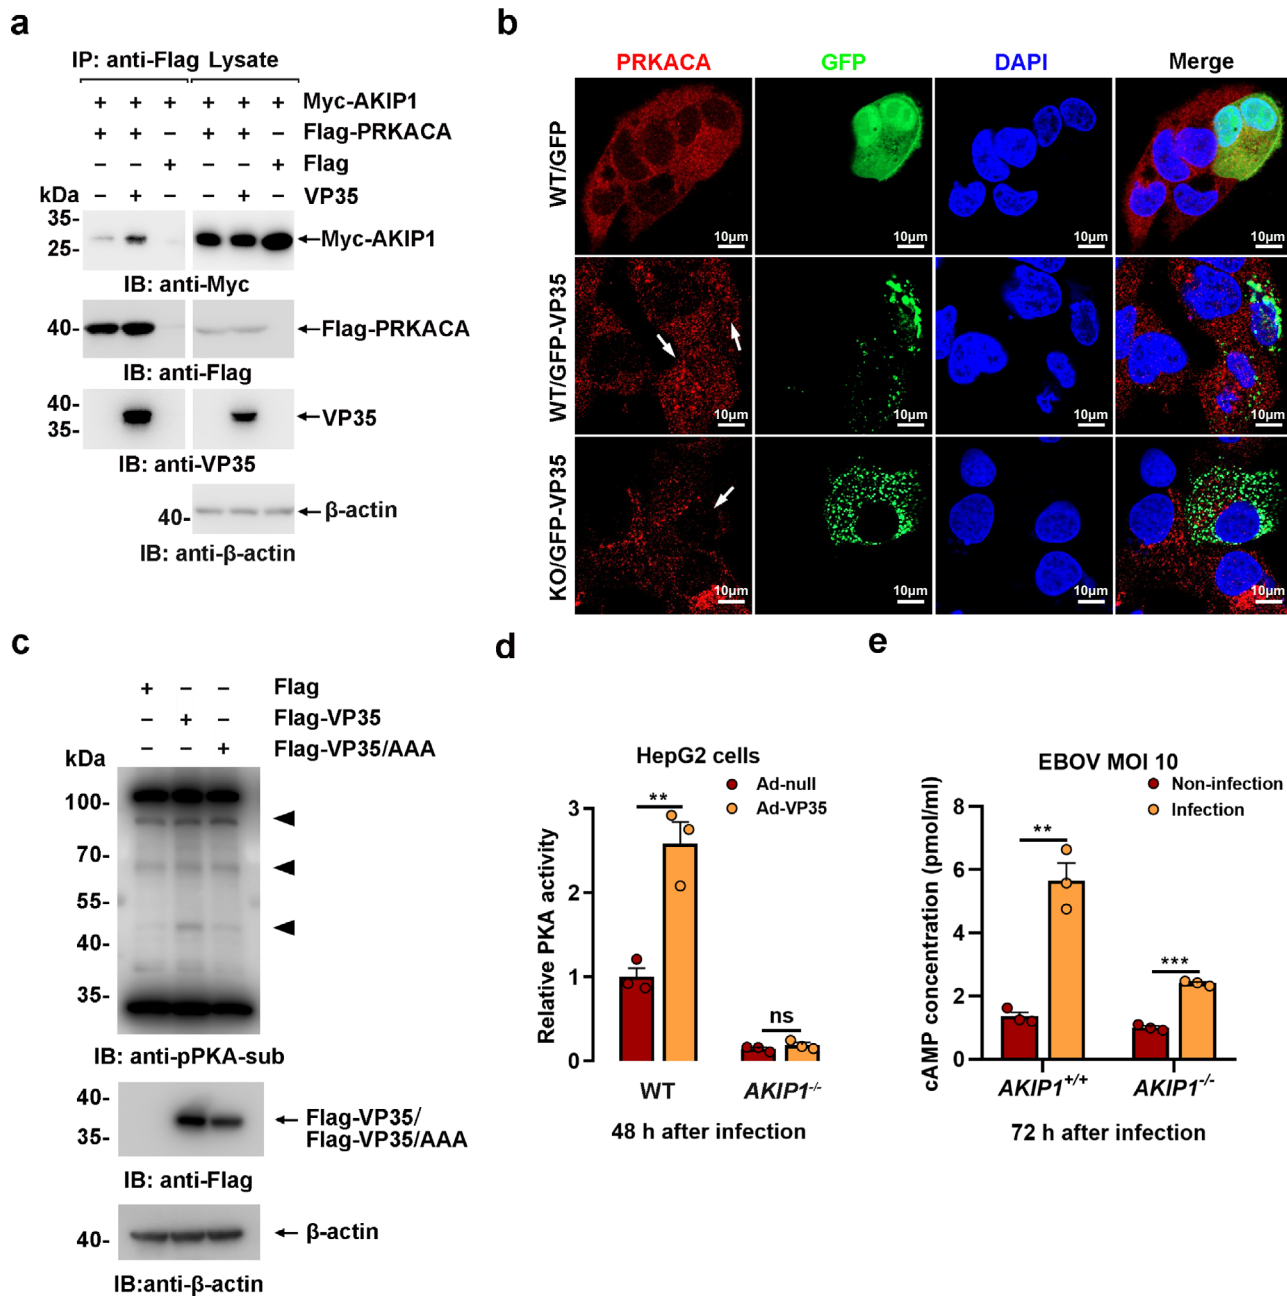 a
IP: anti-Flag Lysate
+ + + + + + Myc-AKIP1
+ + − + + − Flag-PRKACA
− − + − − + Flag
kDa − + − − + − VP35
35-
25- Myc-AKIP1
IB: anti-Myc
40- Flag-PRKACA
IB: anti-Flag
40-
35- VP35
IB: anti-VP35
40- β-actin
IB: anti-β-actin
b
PRKACA GFP DAPI Merge
WT/GFP
10μm 10μm 10μm 10μm
WT/GFP-VP35
10μm 10μm 10μm 10μm
KO/GFP-VP35
10μm 10μm 10μm 10μm
c
+ − − Flag
− + − Flag-VP35
− − + Flag-VP35/AAA
kDa
100-
70-
55-
40-
35-
IB: anti-pPKA-sub
40-
35-
Flag-VP35/
Flag-VP35/AAA
IB: anti-Flag
40- β-actin
IB:anti-β-actin
d
HepG2 cells
Ad-null
Ad-VP35
Relative PKA activity
3
2
1
0
**
ns
WT AKIP1-/-
48 h after infection
e
EBOV MOI 10
Non-infection
Infection
cAMP concentration (pmol/ml)
8
6
4
2
0
**
***
AKIP1+/+ AKIP1-/-
72 h after infection